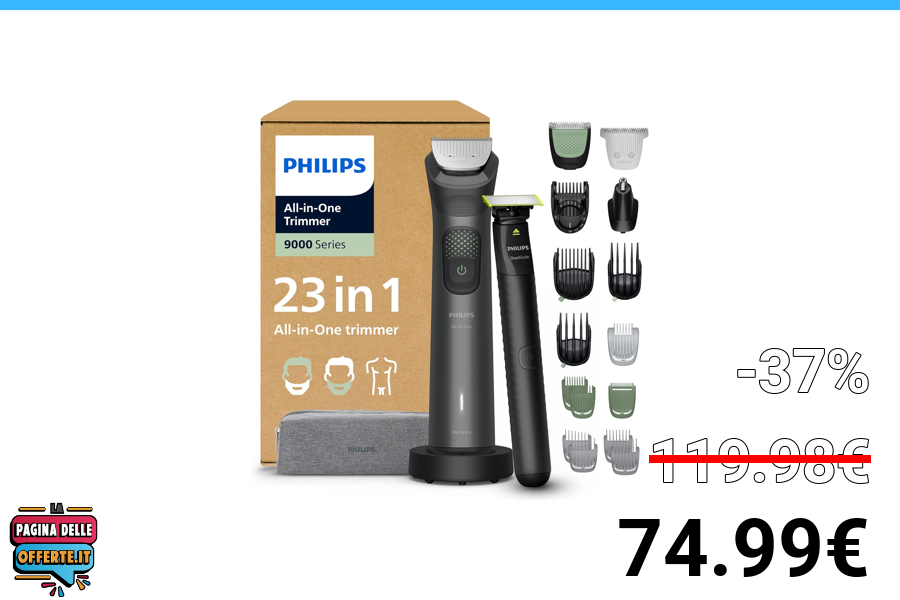 PHILIPS
All-in-One
Trimmer
9000 Series
23 in 1
All-in-One trimmer
PHILIPS
PHILIPS
OneBlade
PHILIPS
-37%
119.98€
74.99€
LA
PAGINA DELLE
OFFERTE.IT